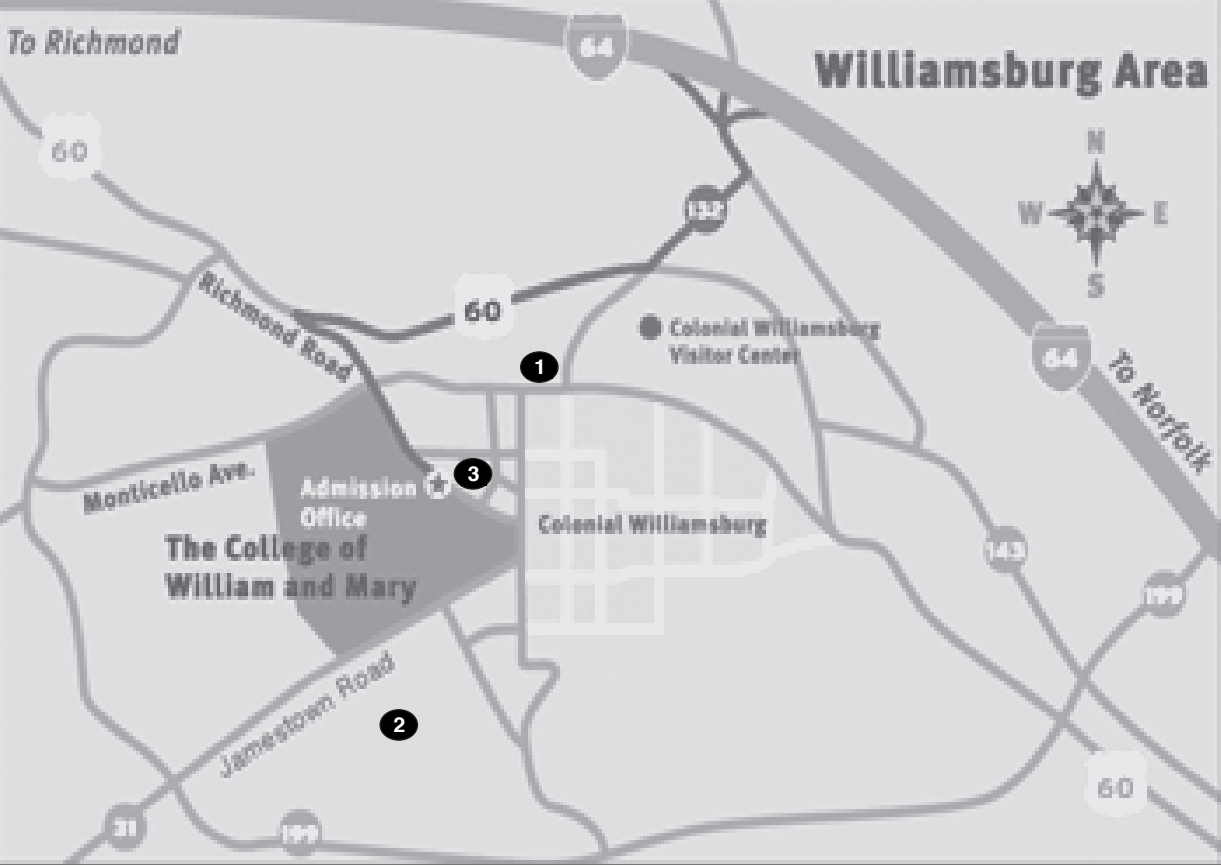 To Richmond
64
Williamsburg Area
N
60
W
E
132
S
Richmond Road
60
Colonial Williamsburg
Visitor Center
64
To Norfolk
1
Monticello Ave.
3
Admission
Office
Colonial Williamsburg
The College of
William and Mary
143
199
Jamestown Road
2
60
31
199